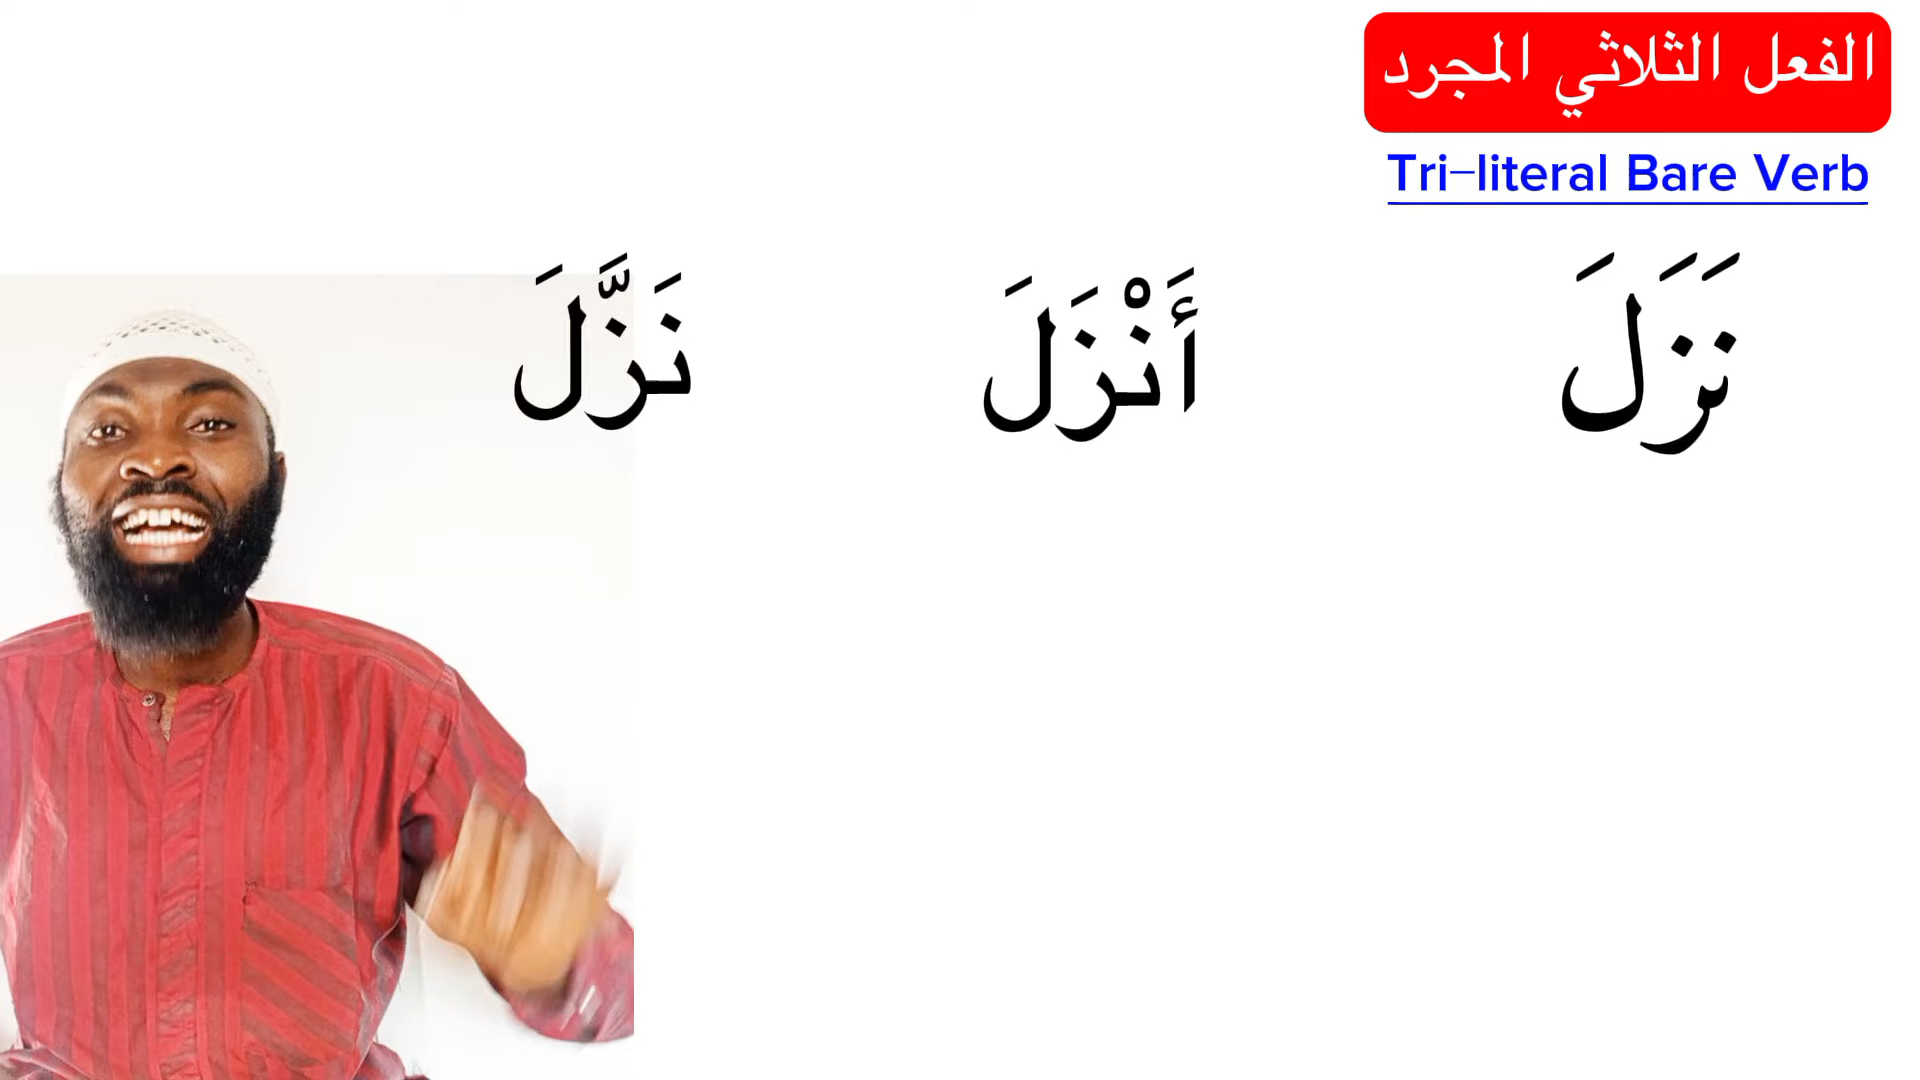 الفعل الثلاثي المجرد
Tri-literal Bare Verb
نَزَلَ أَنْزَلَ نَزَّلَ